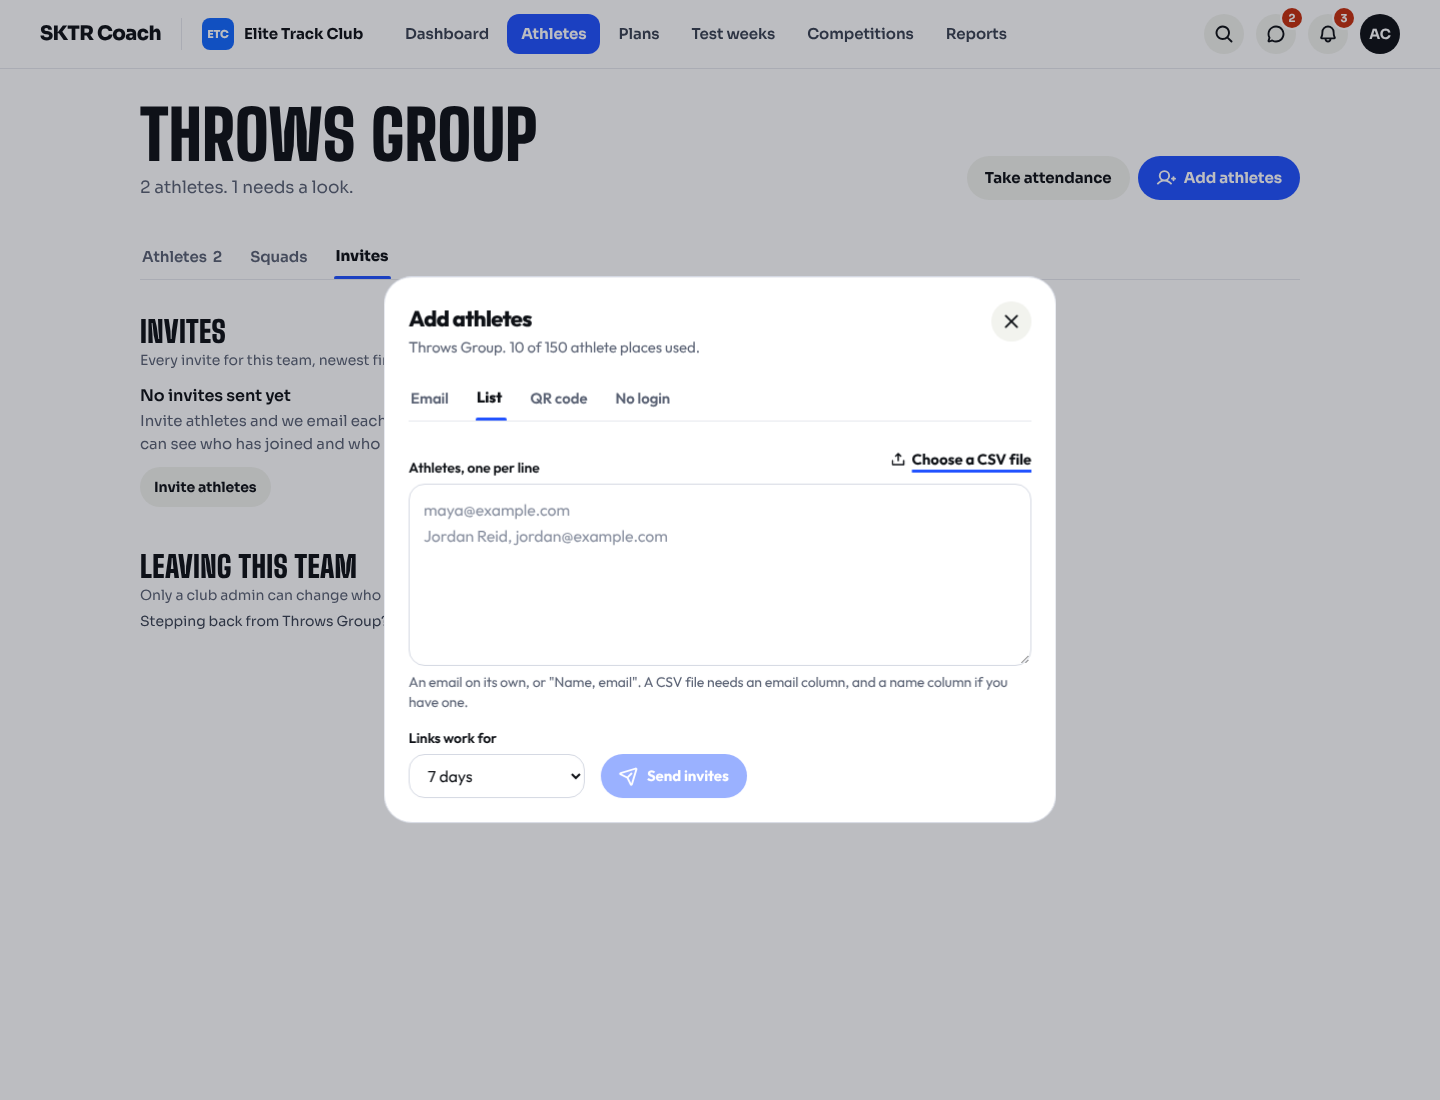 SKTR Coach
ETC
Elite Track Club
Dashboard
Athletes
Plans
Test weeks
Competitions
Reports
2
3
AC
THROWS GROUP
2 athletes. 1 needs a look.
Take attendance
Add athletes
Athletes 2
Squads
Invites
INVITES
Every invite for this team, newest
No invites sent yet
Invite athletes and we email each
can see who has joined and who
Invite athletes
LEAVING THIS TEAM
Only a club admin can change who
Stepping back from Throws Group?
Add athletes
Throws Group. 10 of 150 athlete places used.
Email
List
QR code
No login
Athletes, one per line
Choose a CSV file
maya@example.com
Jordan Reid, jordan@example.com
An email on its own, or "Name, email". A CSV file needs an email column, and a name column if you
have one.
Links work for
7 days
Send invites